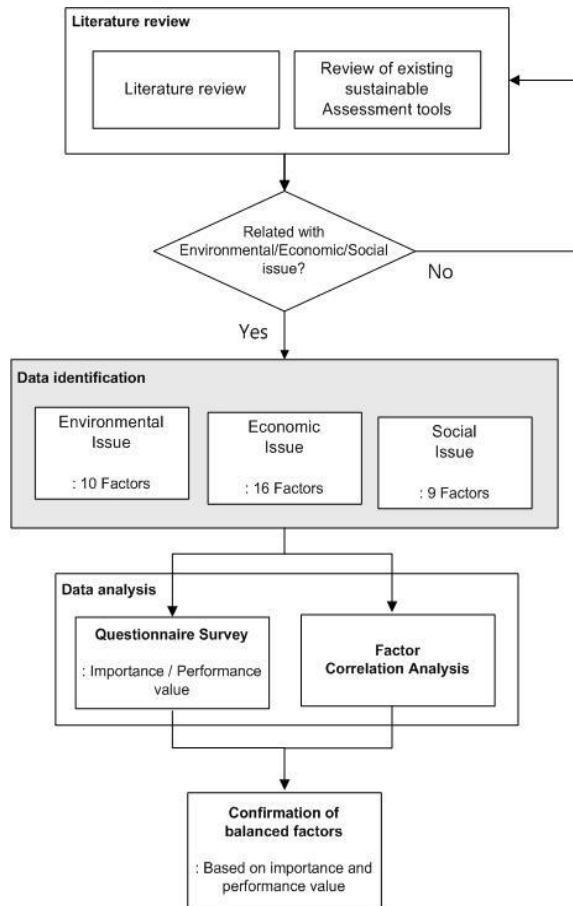 Literature review
Literature review
Review of existing
sustainable
Assessment tools
Related with
Environmental/Economic/Social
issue?
No
Yes
Data identification
Environmental
Issue
: 10 Factors
Economic
Issue
: 16 Factors
Social
Issue
: 9 Factors
Data analysis
Questionnaire Survey
: Importance / Performance
value
Factor
Correlation Analysis
Confirmation of
balanced factors
: Based on importance and
performance value